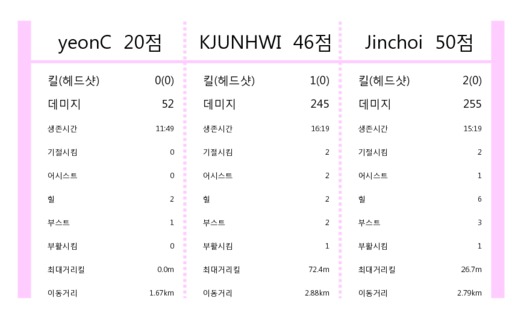 yeonC 20점 KJUNHWI 46점 Jinchoi 50점
킬(헤드샷) 0(0) 킬(헤드샷) 1(0) 킬(헤드샷) 2(0)
데미지 52 데미지 245 데미지 255
생존시간 11:49 생존시간 16:19 생존시간 15:19
기절시킴 0 기절시킴 2 기절시킴 2
어시스트 0 어시스트 2 어시스트 1
힐 2 힐 2 힐 6
부스트 1 부스트 2 부스트 3
부활시킴 0 부활시킴 1 부활시킴 1
최대거리킬 0.0m 최대거리킬 72.4m 최대거리킬 26.7m
이동거리 1.67km 이동거리 2.88km 이동거리 2.79km